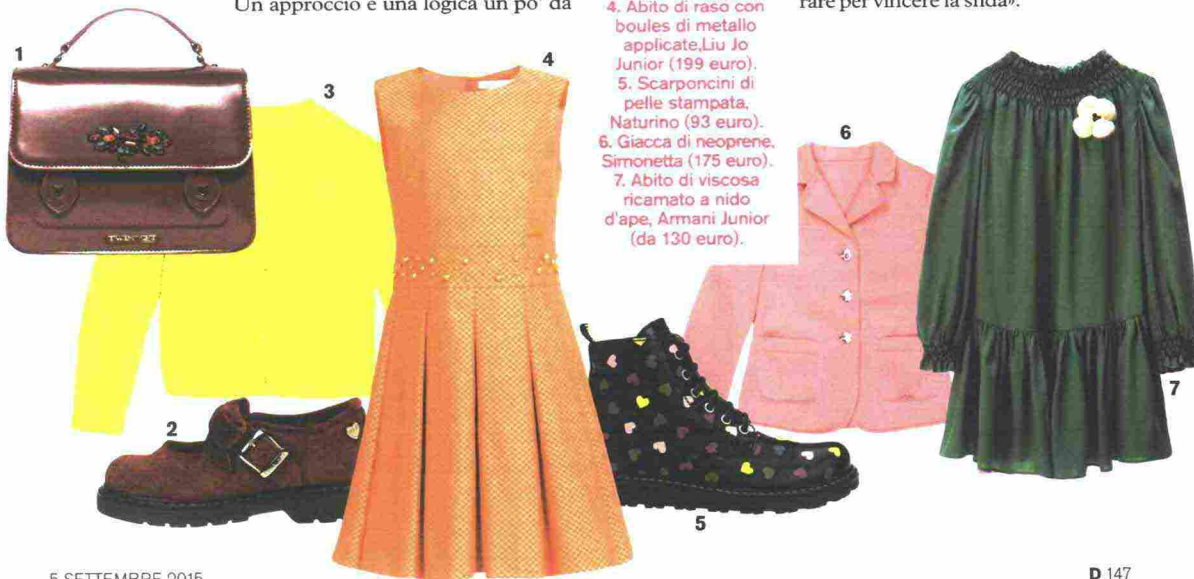 Un approccio e una logica un po' da
4. Abito di raso con
boules di metallo
applicate,Liu Jo
Junior (199 euro).
5. Scarponcini di
pelle stampata,
Naturino (93 euro).
6. Giacca di neoprene,
Simonetta (175 euro).
7. Abito di viscosa
ricamato a nido
d'ape, Armani Junior
(da 130 euro).
rare per vincere la sfida».
1
3
4
6
2
5
7
TWINSET
5 SETTEMBRE 2015
D 147